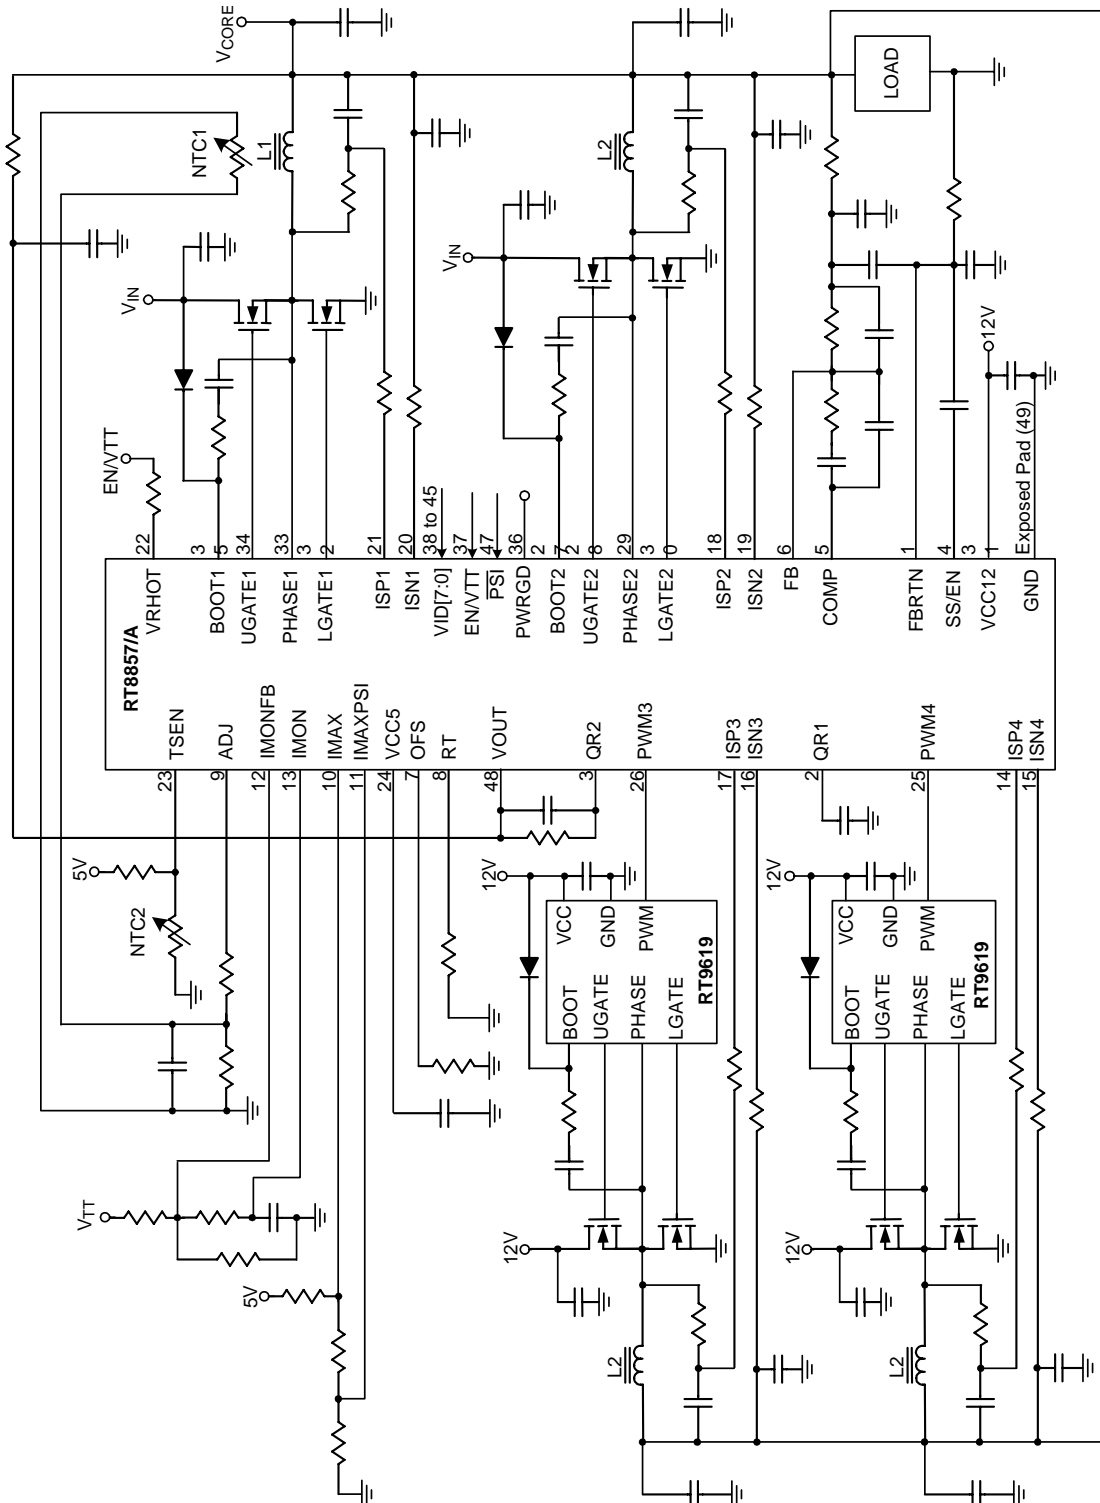 VCORE
NTC1
L1
L2
LOAD
VIN
VIN
EN/VTT
12V
Exposed Pad (49)
22
3
5
34
33
3
2
21
20
38 to 45
37
47
36
2
7
2
8
29
3
0
18
19
6
5
1
4
3
1
VRHOT
BOOT1
UGATE1
PHASE1
LGATE1
ISP1
ISN1
VID[7:0]
EN/VTT
PSI
PWRGD
BOOT2
UGATE2
PHASE2
LGATE2
ISP2
ISN2
FB
COMP
FBRTN
SS/EN
VCC12
GND
RT8857/A
TSEN
ADJ
IMONFB
IMON
IMAX
IMAXPSI
VCC5
OFS
RT
VOUT
QR2
PWM3
ISP3
ISN3
QR1
PWM4
ISP4
ISN4
23
9
12
13
10
11
24
7
8
48
3
26
17
16
2
25
14
15
5V
NTC2
12V
VCC
GND
PWM
RT9619
BOOT
UGATE
PHASE
LGATE
12V
VCC
GND
PWM
RT9619
BOOT
UGATE
PHASE
LGATE
VTT
5V
12V
12V
L2
L2